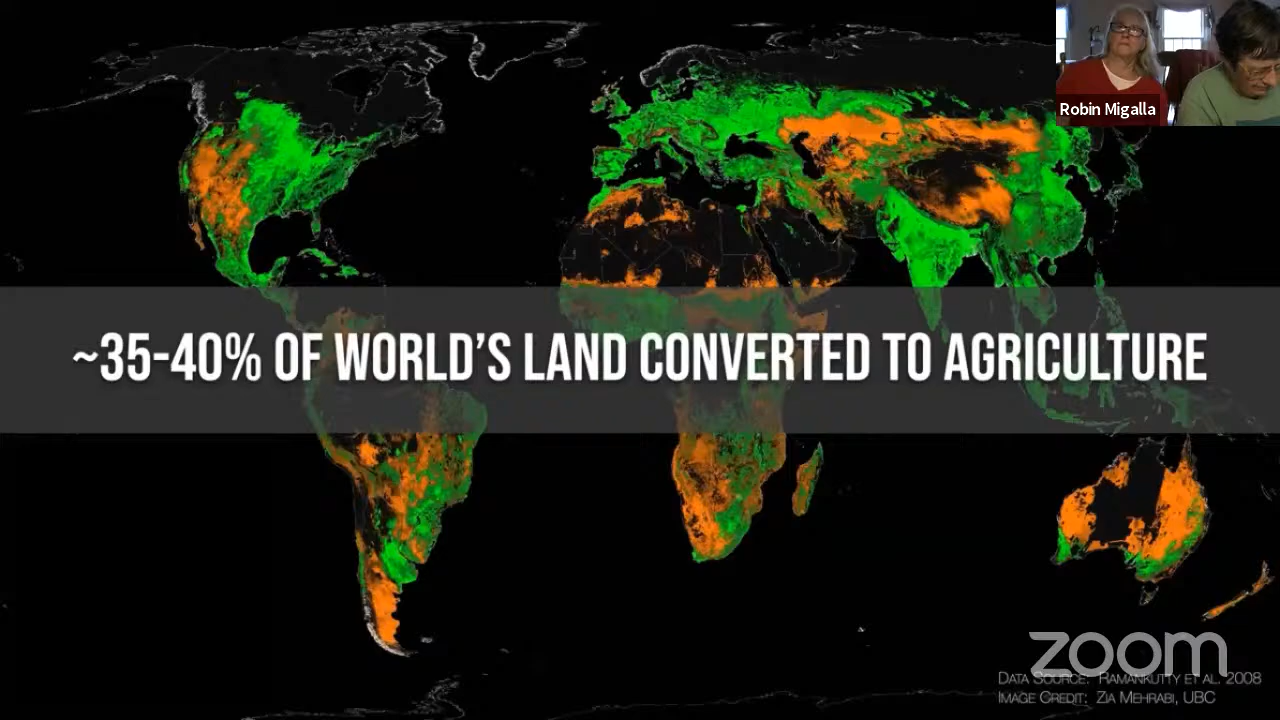 Robin Migalla
~35-40% OF WORLD'S LAND CONVERTED TO AGRICULTURE
zoom
DATA SOURCE: RAMANKUTTY ET AL. 2008
IMAGE CREDIT: ZIA MEHRABI, UBC